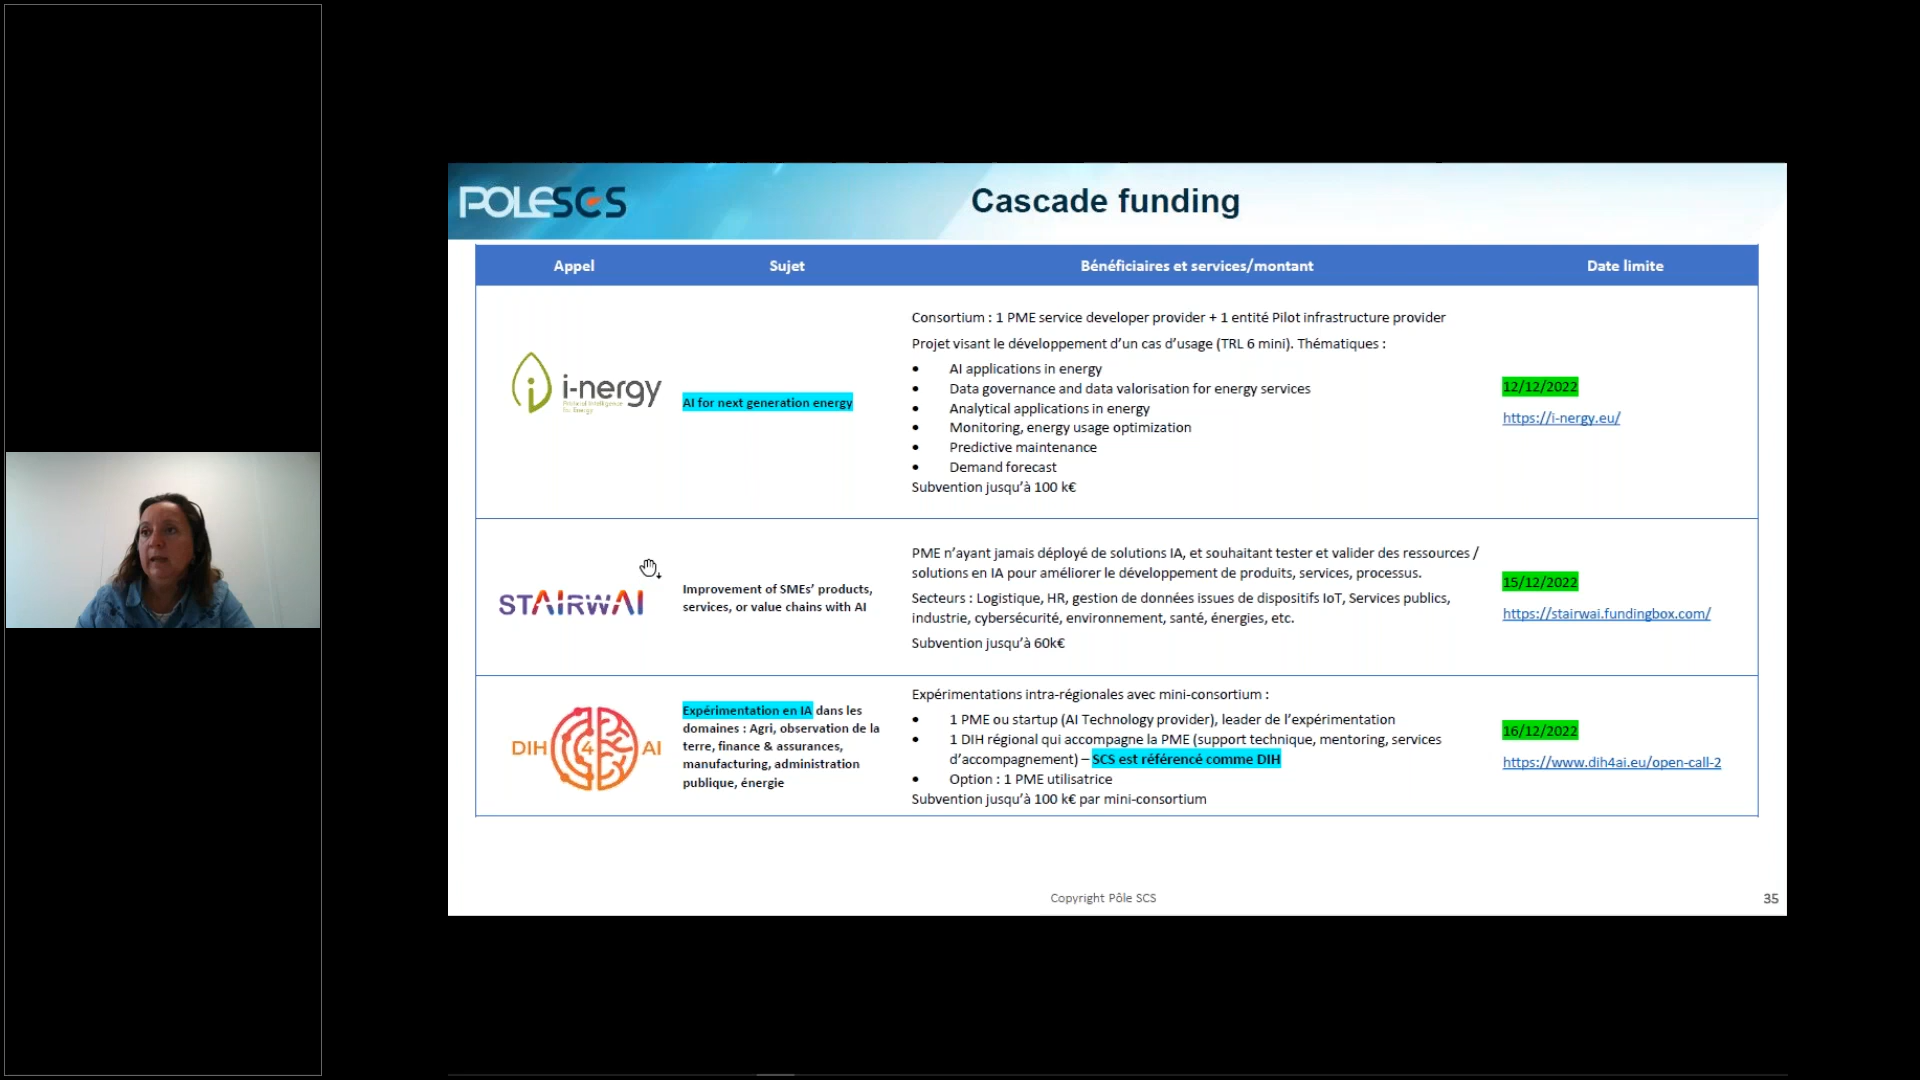 POLESCS
Cascade funding
Appel
Sujet
Bénéficiaires et services/montant
Date limite
i-nergy
AI for next generation energy
Consortium : 1 PME service developer provider + 1 entité Pilot infrastructure provider
Projet visant le développement d’un cas d’usage (TRL 6 mini). Thématiques :
• AI applications in energy
• Data governance and data valorisation for energy services
• Analytical applications in energy
• Monitoring, energy usage optimization
• Predictive maintenance
• Demand forecast
Subvention jusqu’à 100 k€
12/12/2022
https://i-nergy.eu/
STAIRWAI
Improvement of SMEs’ products,
services, or value chains with AI
PME n’ayant jamais déployé de solutions IA, et souhaitant tester et valider des ressources /
solutions en IA pour améliorer le développement de produits, services, processus.
Secteurs : Logistique, HR, gestion de données issues de dispositifs IoT, Services publics,
industrie, cybersécurité, environnement, santé, énergies, etc.
Subvention jusqu’à 60k€
15/12/2022
https://stairwai.fundingbox.com/
DIH 4 AI
Expérimentation en IA dans les
domaines : Agri, observation de la
terre, finance & assurances,
manufacturing, administration
publique, énergie
Expérimentations intra-régionales avec mini-consortium :
• 1 PME ou startup (AI Technology provider), leader de l’expérimentation
• 1 DIH régional qui accompagne la PME (support technique, mentoring, services
d’accompagnement) – SCS est référencé comme DIH
• Option : 1 PME utilisatrice
Subvention jusqu’à 100 k€ par mini-consortium
16/12/2022
https://www.dih4ai.eu/open-call-2
Copyright Pôle SCS
35